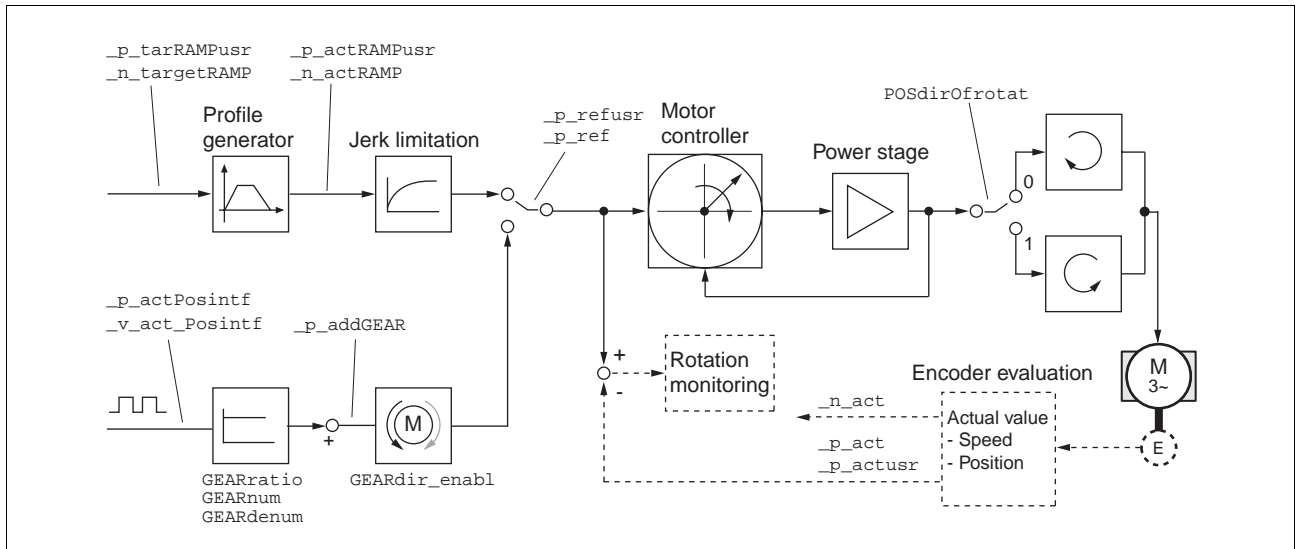 _p_tarRAMPusr
_n_targetRAMP
_p_actRAMPusr
_n_actRAMP
Profile
generator
Jerk limitation
_p_refusr
_p_ref
Motor
controller
Power stage
POSdirOfrotat
0
1
_p_actPosintf
_v_act_Posintf
_p_addGEAR
+
M
GEARratio
GEARnum
GEARdenum
GEARdir_enabl
+
-
Rotation
monitoring
Encoder evaluation
_n_act
_p_act
_p_actusr
Actual value
- Speed
- Position
M
3~
E